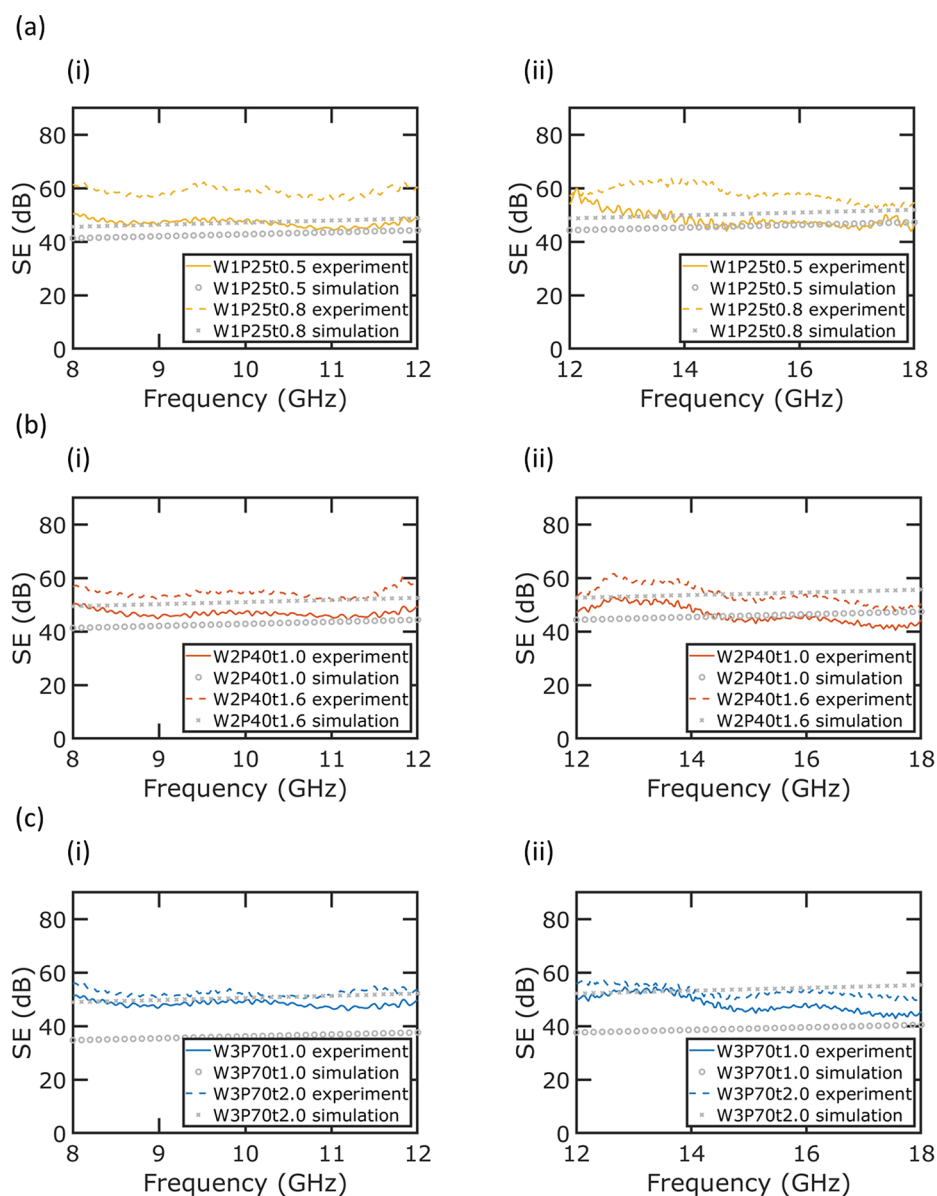 (a)
(i)
SE (dB)
80
60
40
20
0
W1P25t0.5 experiment
W1P25t0.5 simulation
W1P25t0.8 experiment
W1P25t0.8 simulation
8 9 10 11 12
Frequency (GHz)
(ii)
SE (dB)
80
60
40
20
0
W1P25t0.5 experiment
W1P25t0.5 simulation
W1P25t0.8 experiment
W1P25t0.8 simulation
12 14 16 18
Frequency (GHz)
(b)
(i)
SE (dB)
80
60
40
20
0
W2P40t1.0 experiment
W2P40t1.0 simulation
W2P40t1.6 experiment
W2P40t1.6 simulation
8 9 10 11 12
Frequency (GHz)
(ii)
SE (dB)
80
60
40
20
0
W2P40t1.0 experiment
W2P40t1.0 simulation
W2P40t1.6 experiment
W2P40t1.6 simulation
12 14 16 18
Frequency (GHz)
(c)
(i)
SE (dB)
80
60
40
20
0
W3P70t1.0 experiment
W3P70t1.0 simulation
W3P70t2.0 experiment
W3P70t2.0 simulation
8 9 10 11 12
Frequency (GHz)
(ii)
SE (dB)
80
60
40
20
0
W3P70t1.0 experiment
W3P70t1.0 simulation
W3P70t2.0 experiment
W3P70t2.0 simulation
12 14 16 18
Frequency (GHz)